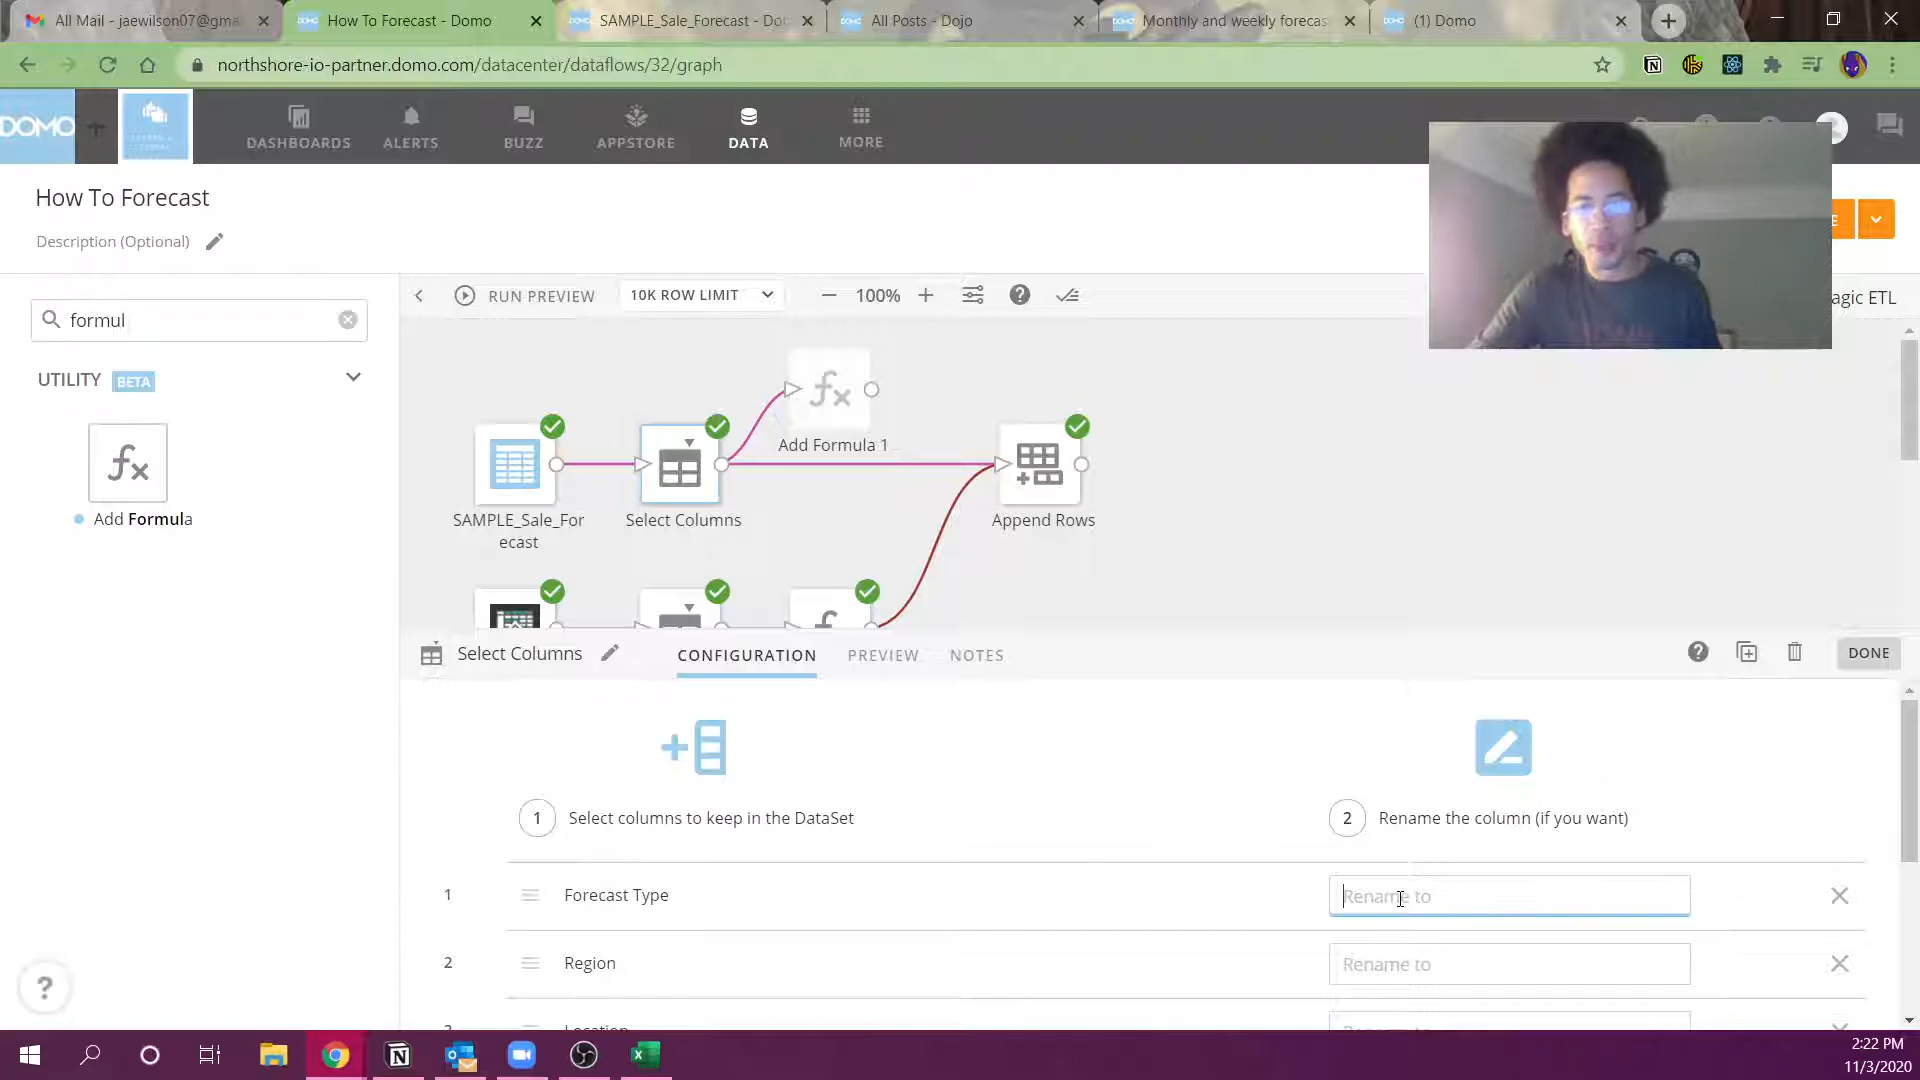 All Mail - jaewilson07@gma
How To Forecast - Domo
SAMPLE_Sale_Forecast - Do
All Posts - Dojo
Monthly and weekly forecas
(1) Domo
northshore-io-partner.domo.com/datacenter/dataflows/32/graph
DOMO
DASHBOARDS
ALERTS
BUZZ
APPSTORE
DATA
MORE
How To Forecast
Description (Optional)
E
formul
RUN PREVIEW
10K ROW LIMIT
100%
agic ETL
UTILITY BETA
Add Formula
Add Formula 1
SAMPLE_Sale_For
ecast
Select Columns
Append Rows
Select Columns
CONFIGURATION
PREVIEW
NOTES
DONE
1 Select columns to keep in the DataSet
2 Rename the column (if you want)
1 Forecast Type Rename to
2 Region Rename to
3 Location Rename to
2:22 PM
11/3/2020